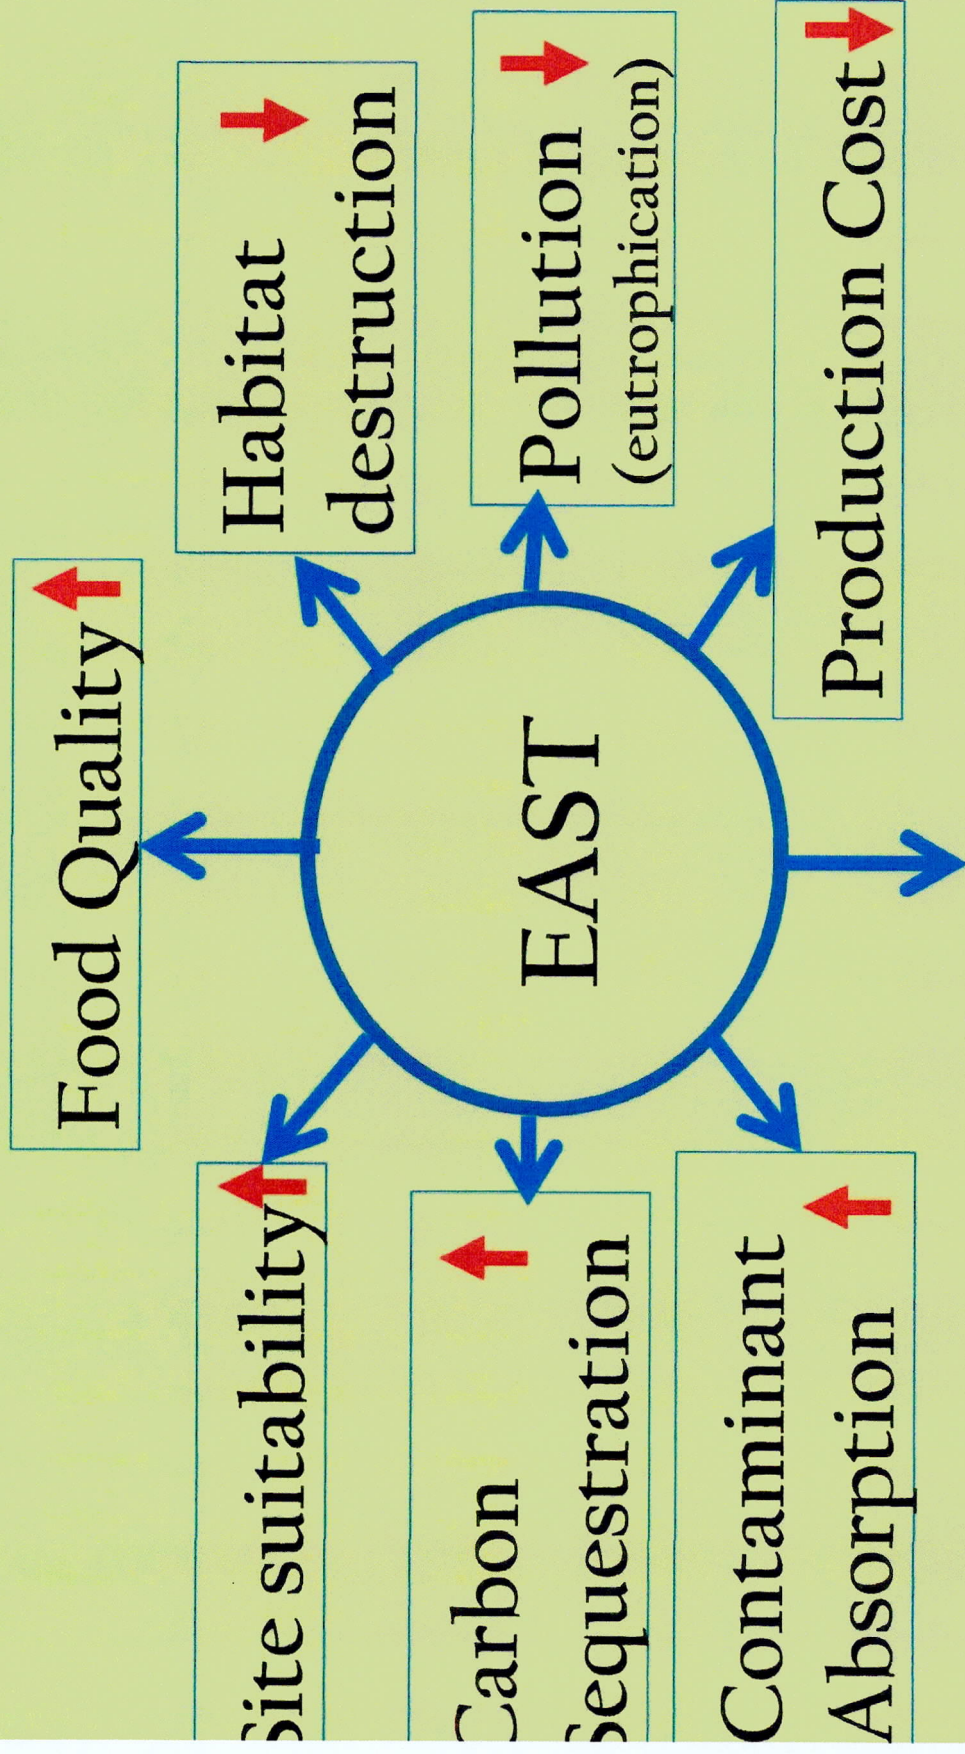 Food Quality
Site suitability
Habitat
destruction
Carbon
Sequestration
EAST
Pollution
(eutrophication)
Contaminant
Absorption
Production Cost